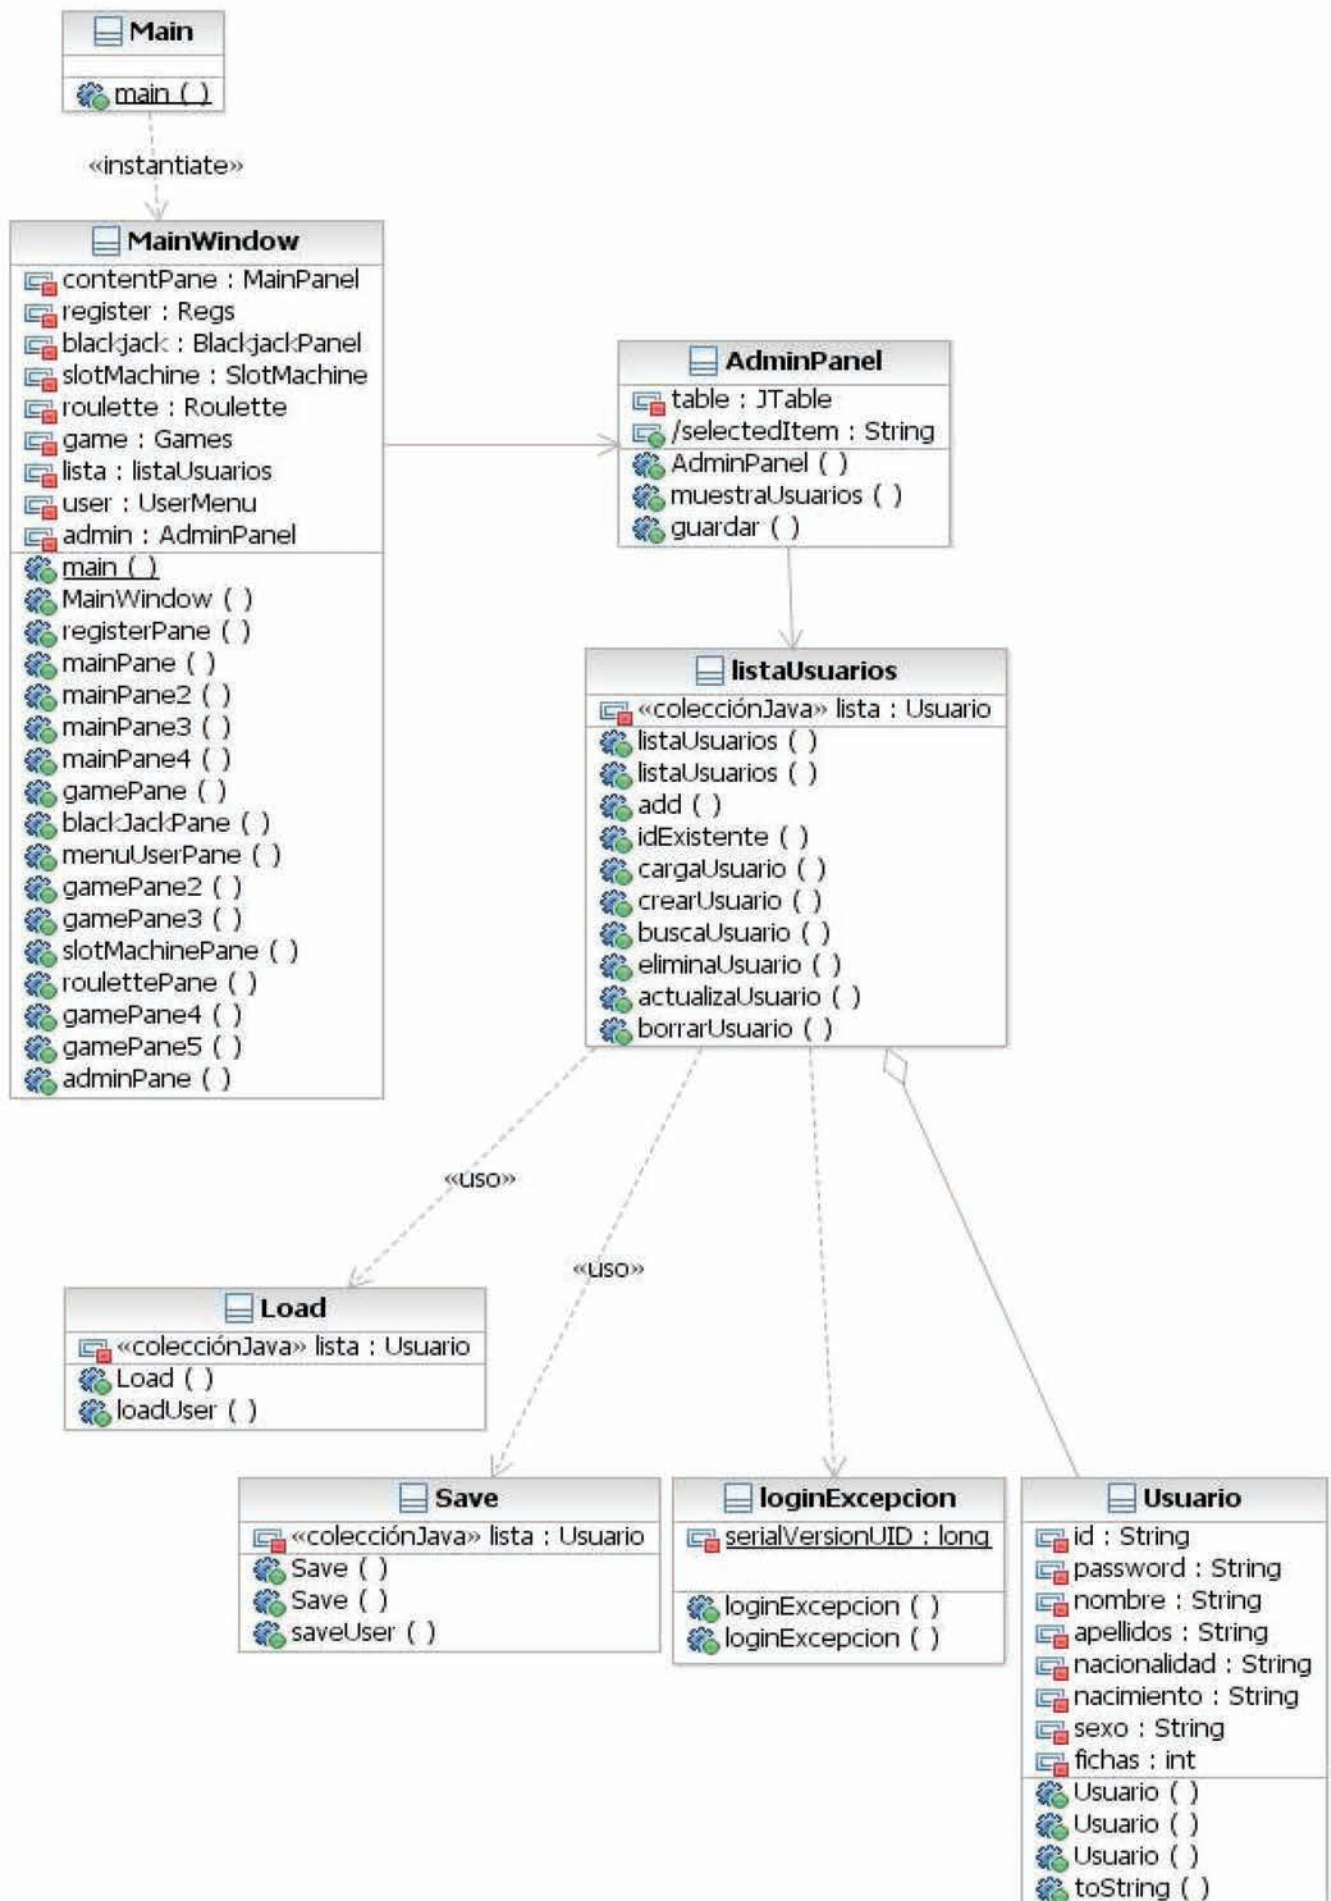 Main
main ( )
«instantiate»
MainWindow
contentPane : MainPanel
register : Regs
blackjack : BlackjackPanel
slotMachine : SlotMachine
roulette : Roulette
game : Games
lista : listaUsuarios
user : UserMenu
admin : AdminPanel
main ( )
MainWindow ( )
registerPane ( )
mainPane ( )
mainPane2 ( )
mainPane3 ( )
mainPane4 ( )
gamePane ( )
blackJackPane ( )
menuUserPane ( )
gamePane2 ( )
gamePane3 ( )
slotMachinePane ( )
roulettePane ( )
gamePane4 ( )
gamePane5 ( )
adminPane ( )
AdminPanel
table : JTable
/selectedItem : String
AdminPanel ( )
muestraUsuarios ( )
guardar ( )
listaUsuarios
«colecciónJava» lista : Usuario
listaUsuarios ( )
listaUsuarios ( )
add ( )
idExistente ( )
cargaUsuario ( )
crearUsuario ( )
buscaUsuario ( )
eliminaUsuario ( )
actualizaUsuario ( )
borrarUsuario ( )
«uso»
«uso»
Load
«colecciónJava» lista : Usuario
Load ( )
loadUser ( )
Save
«colecciónJava» lista : Usuario
Save ( )
Save ( )
saveUser ( )
loginExcepcion
serialVersionUID : long
loginExcepcion ( )
loginExcepcion ( )
Usuario
id : String
password : String
nombre : String
apellidos : String
nacionalidad : String
nacimiento : String
sexo : String
fichas : int
Usuario ( )
Usuario ( )
Usuario ( )
toString ( )